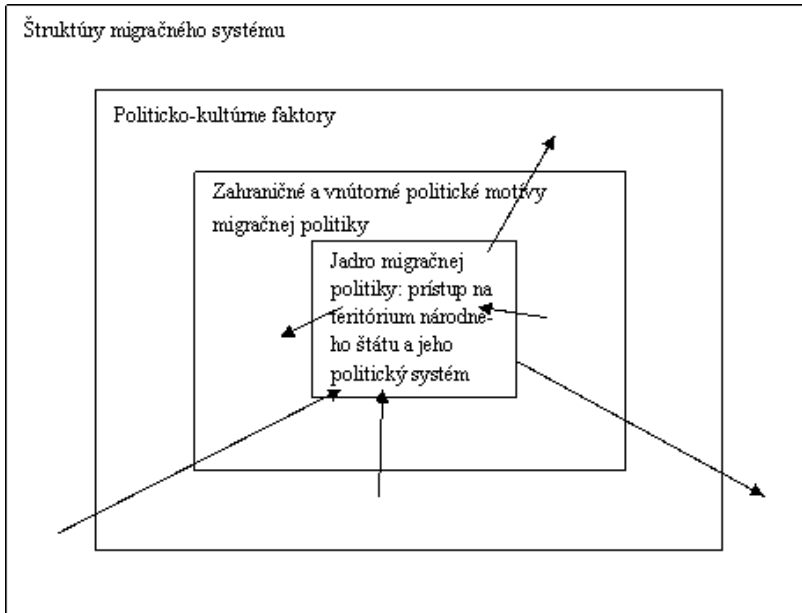 Štruktúry migračného systému
Politicko-kultúrne faktory
Zahraničné a vnútorné politické motívy
migračnej politiky
Jadro migračnej
politiky: prístup na
teritórium národné-
ho štátu a jeho
politický systém